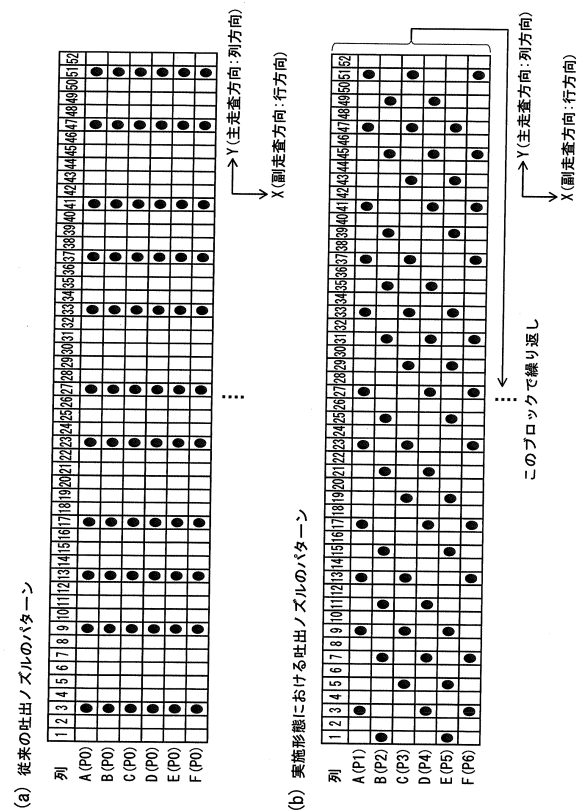 (a) 従来の吐出ノズルのパターン
列 1 2 3 4 5 6 7 8 9 10 11 12 13 14 15 16 17 18 19 20 21 22 23 24 25 26 27 28 29 30 31 32 33 34 35 36 37 38 39 40 41 42 43 44 45 46 47 48 49 50 51 52
A(P0)
B(P0)
C(P0)
D(P0)
E(P0)
F(P0)
Y(主走査方向:列方向)
X(副走査方向:行方向)
(b) 実施形態における吐出ノズルのパターン
列 1 2 3 4 5 6 7 8 9 10 11 12 13 14 15 16 17 18 19 20 21 22 23 24 25 26 27 28 29 30 31 32 33 34 35 36 37 38 39 40 41 42 43 44 45 46 47 48 49 50 51 52
A(P1)
B(P2)
C(P3)
D(P4)
E(P5)
F(P6)
このブロックで繰り返し
Y(主走査方向:列方向)
X(副走査方向:行方向)